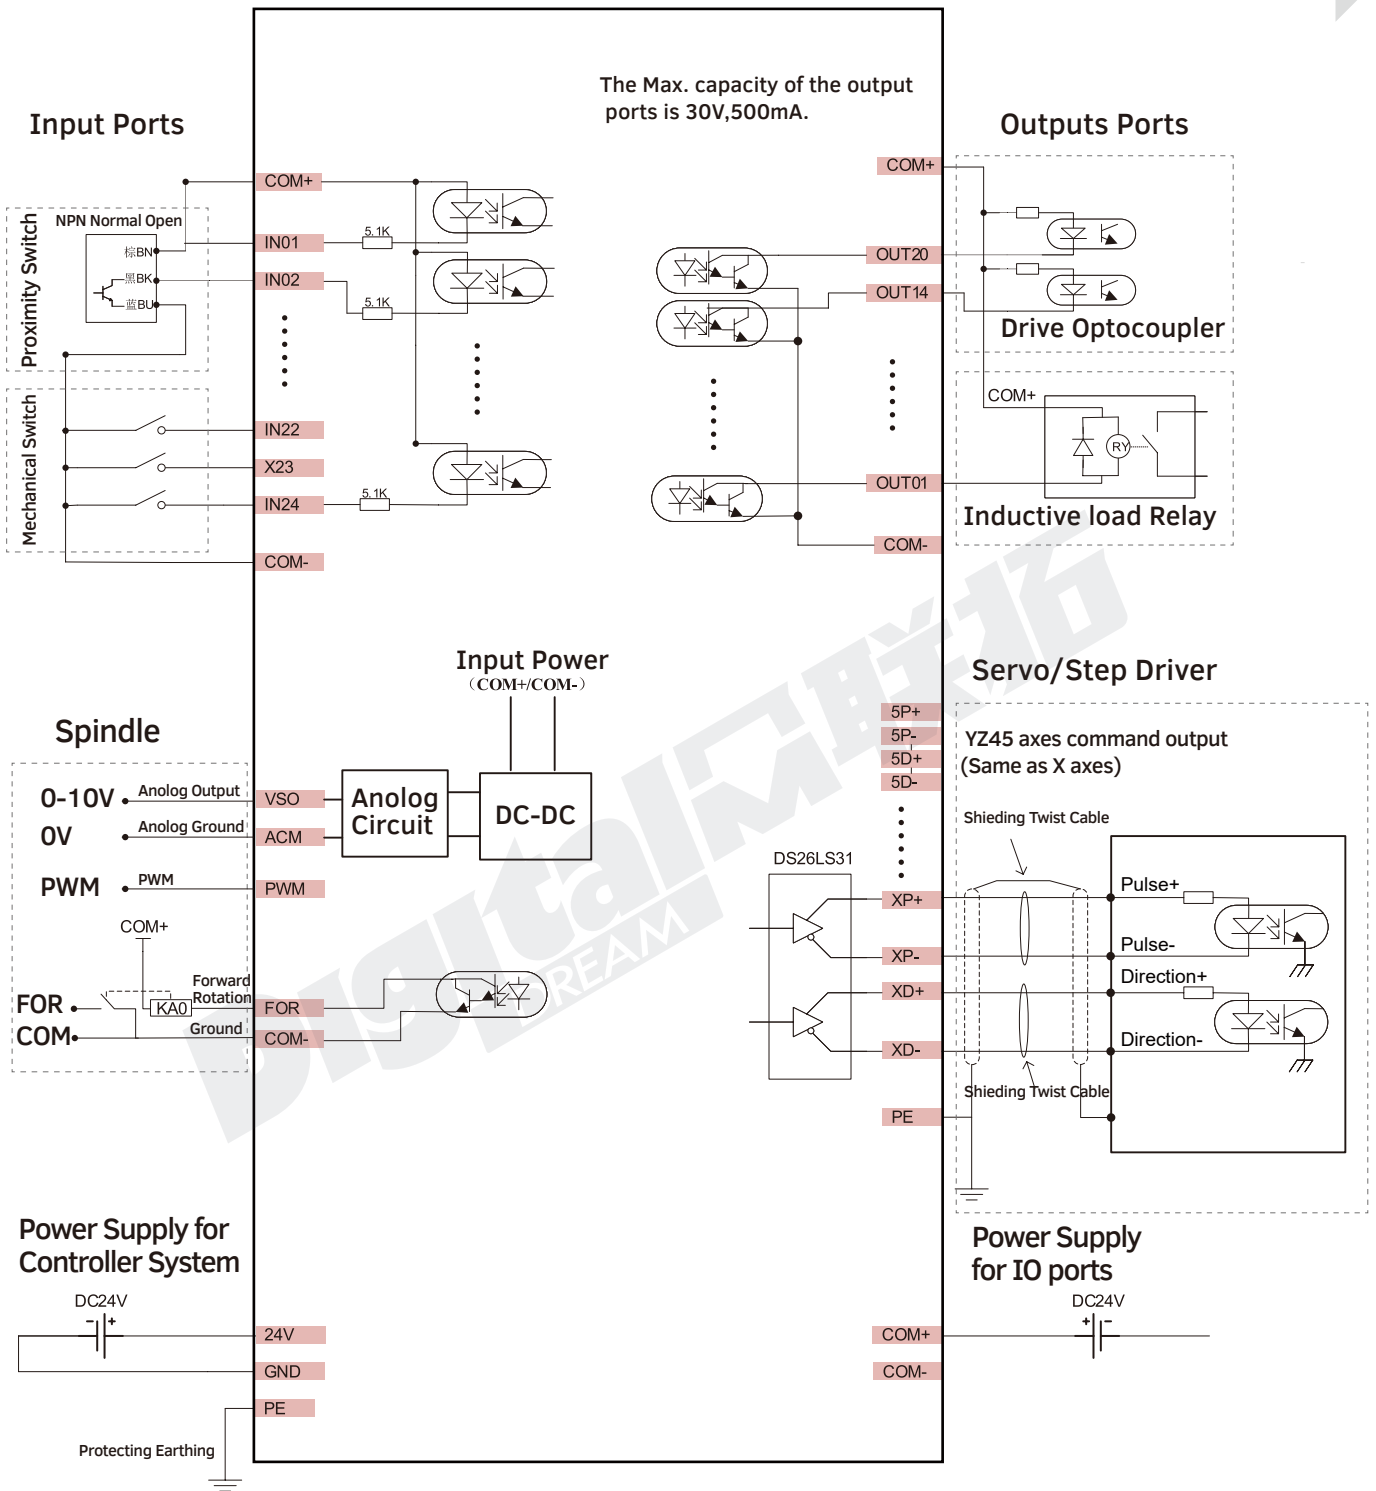 The Max. capacity of the output
ports is 30V,500mA.
Input Ports
Outputs Ports
COM+
COM+
Proximity Switch
NPN Normal Open
棕BN
黑BK
蓝BU
IN01
5.1K
IN02
5.1K
OUT20
OUT14
Drive Optocoupler
Mechanical Switch
IN22
X23
IN24
5.1K
COM-
OUT01
COM-
COM+
RY
Inductive load Relay
Input Power
(COM+/COM-)
Servo/Step Driver
5P+
5P-
5D+
5D-
YZ45 axes command output
(Same as X axes)
Spindle
0-10V
Anolog Output
VSO
0V
Anolog Ground
ACM
Anolog
Circuit
DC-DC
PWM
PWM
PWM
COM+
Forward
Rotation
FOR
KA0
FOR
COM
Ground
COM-
Shieding Twist Cable
DS26LS31
XP+
XP-
XD+
XD-
Pulse+
Pulse-
Direction+
Direction-
Shieding Twist Cable
PE
Digital
DREAM
联拓
Power Supply for
Controller System
DC24V
- +
24V
GND
PE
Protecting Earthing
Power Supply
for IO ports
DC24V
+ -
COM+
COM-